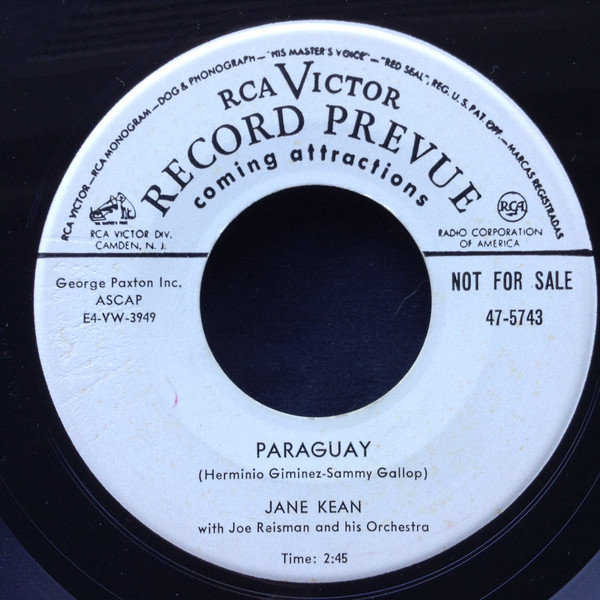 RCA VICTOR—RCA MONOGRAM—DOG & PHONOGRAPH—"HIS MASTER'S VOICE"—"RED SEAL", REG. U.S. PAT. OFF.—MARCAS REGISTRADAS
RCA VICTOR
RECORD PREVUE
coming attractions
RCA
RCA VICTOR DIV.
CAMDEN, N. J.
RADIO CORPORATION
OF AMERICA
George Paxton Inc.
ASCAP
E4-VW-3949
NOT FOR SALE
47-5743
PARAGUAY
(Herminio Giminez-Sammy Gallop)
JANE KEAN
with Joe Reisman and his Orchestra
Time: 2:45